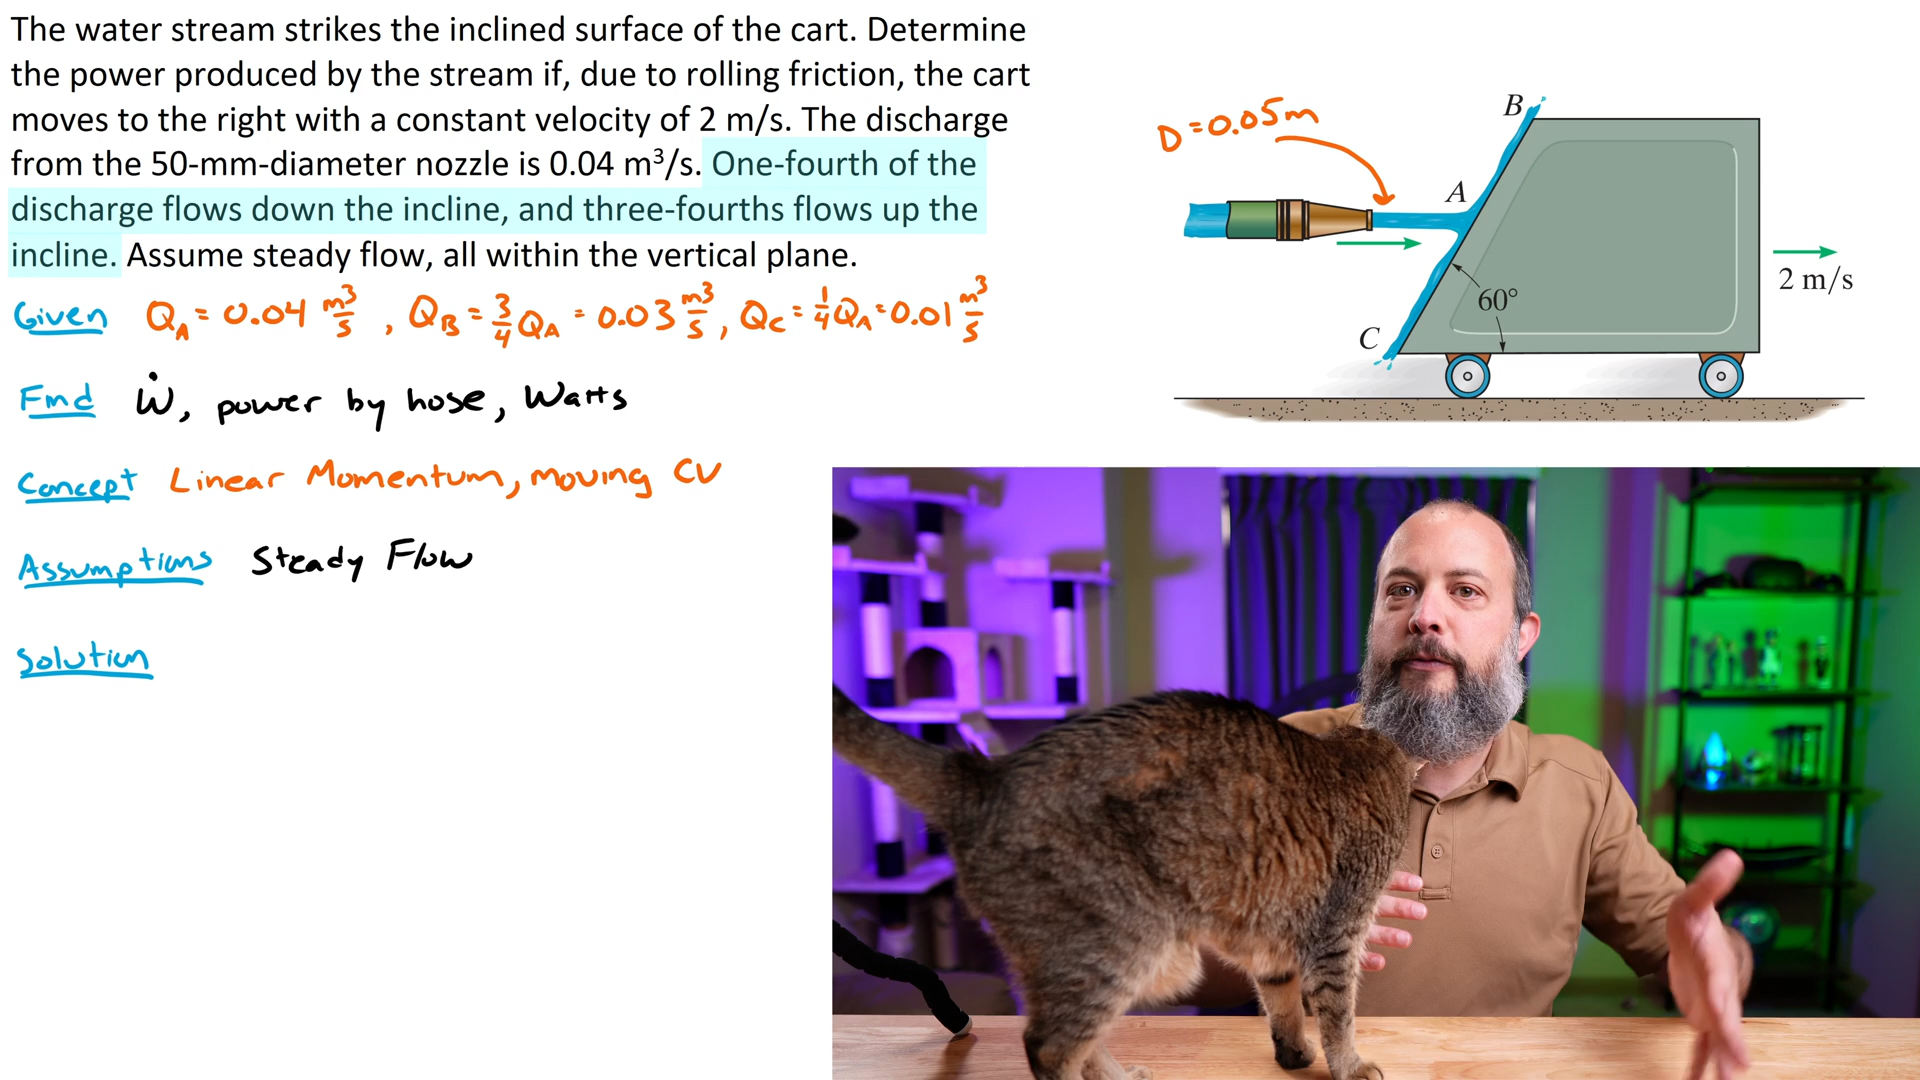 The water stream strikes the inclined surface of the cart. Determine
the power produced by the stream if, due to rolling friction, the cart
moves to the right with a constant velocity of 2 m/s. The discharge
from the 50-mm-diameter nozzle is 0.04 m³/s. One-fourth of the
discharge flows down the incline, and three-fourths flows up the
incline. Assume steady flow, all within the vertical plane.
Given Q_A = 0.04 m³/s, Q_B = 3/4 Q_A = 0.03 m³/s, Q_C = 1/4 Q_A = 0.01 m³/s
Find Ẇ, power by hose, Watts
Concept Linear Momentum, moving CV
Assumptions Steady Flow
Solution
D = 0.05m
B
A
60°
C
2 m/s